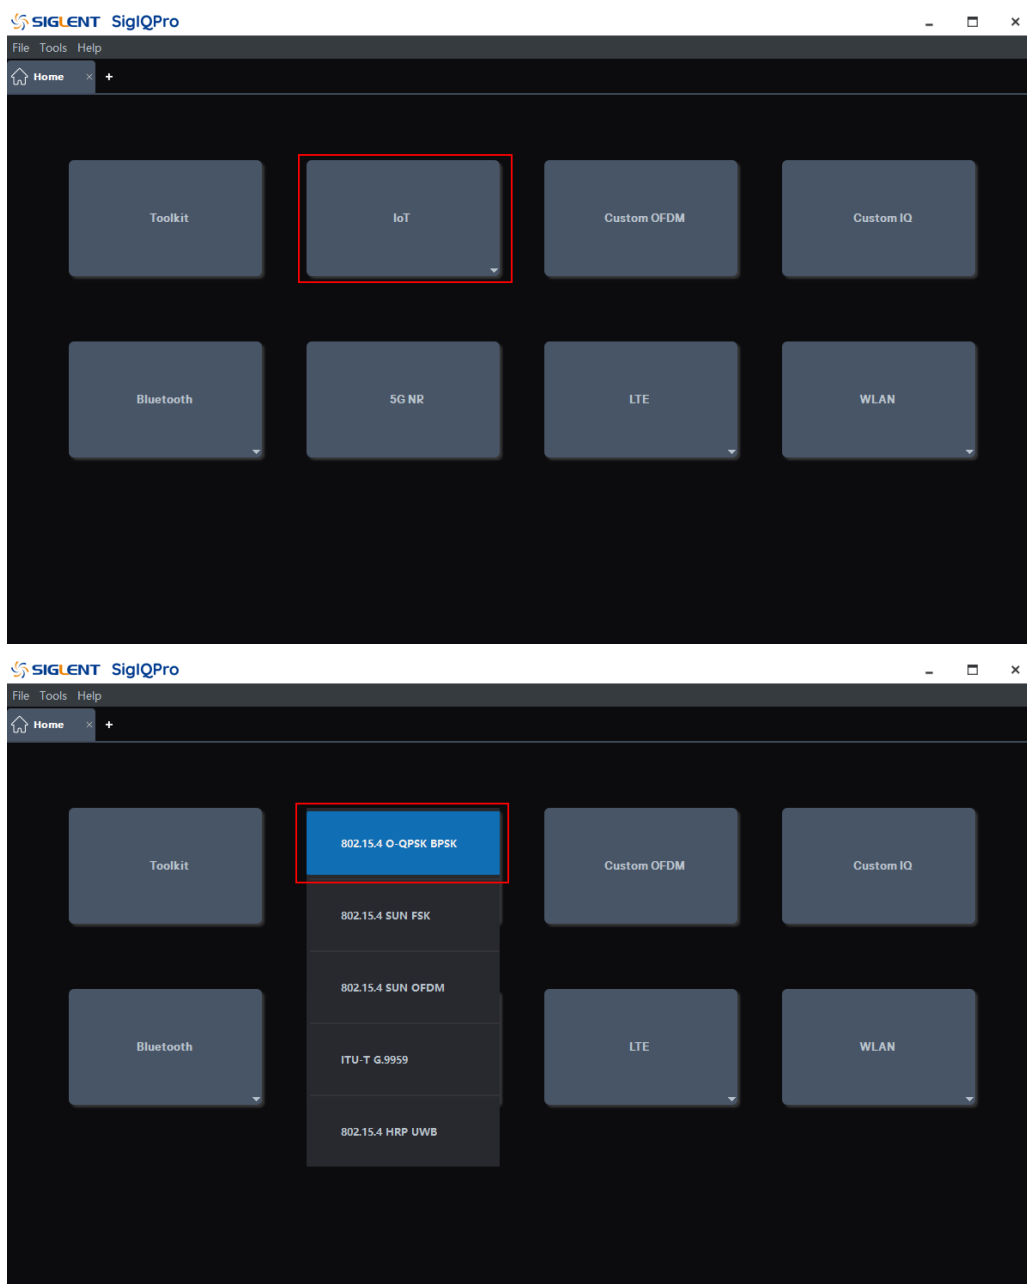 SIGLENT SigIQPro
File Tools Help
Home × +
Toolkit
IoT
Custom OFDM
Custom IQ
Bluetooth
5G NR
LTE
WLAN
SIGLENT SigIQPro
File Tools Help
Home × +
Toolkit
802.15.4 O-QPSK BPSK
Custom OFDM
Custom IQ
802.15.4 SUN FSK
802.15.4 SUN OFDM
Bluetooth
ITU-T G.9959
LTE
WLAN
802.15.4 HRP UWB